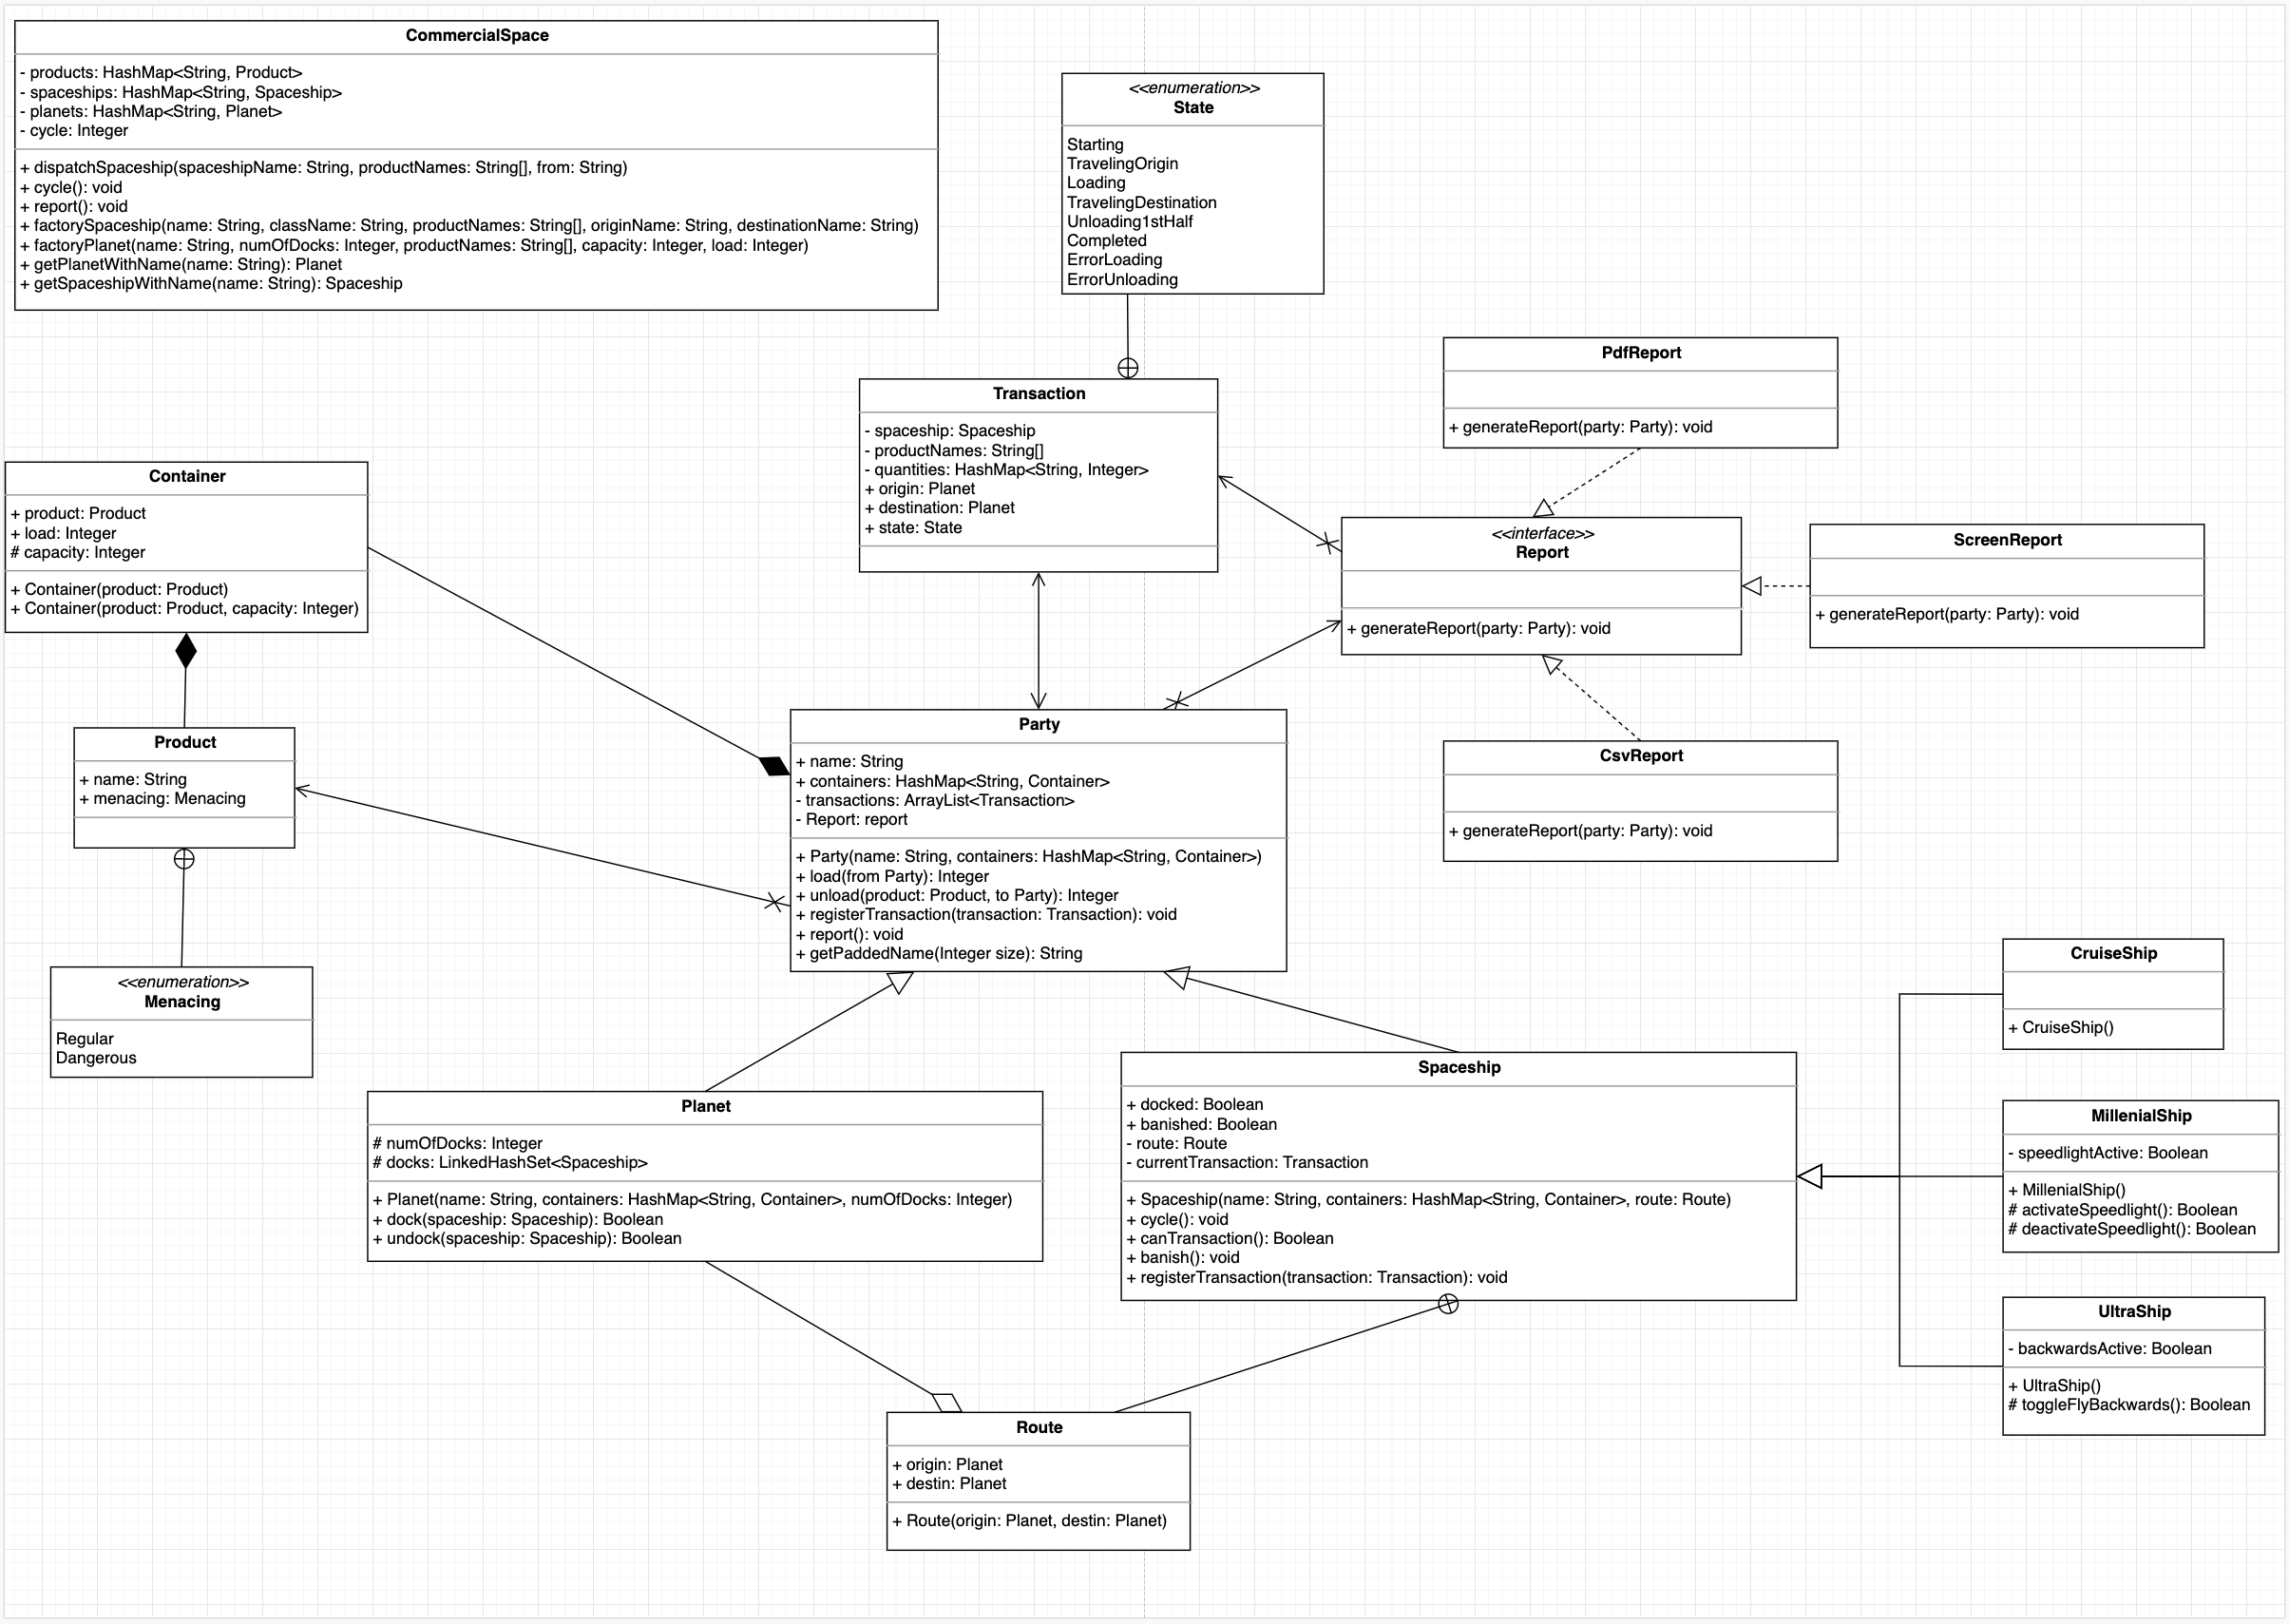 CommercialSpace
- products: HashMap<String, Product>
- spaceships: HashMap<String, Spaceship>
- planets: HashMap<String, Planet>
- cycle: Integer
+ dispatchSpaceship(spaceshipName: String, productNames: String[], from: String)
+ cycle(): void
+ report(): void
+ factorySpaceship(name: String, className: String, productNames: String[], originName: String, destinationName: String)
+ factoryPlanet(name: String, numOfDocks: Integer, productNames: String[], capacity: Integer, load: Integer)
+ getPlanetWithName(name: String): Planet
+ getSpaceshipWithName(name: String): Spaceship
<<enumeration>>
State
Starting
TravelingOrigin
Loading
TravelingDestination
Unloading1stHalf
Completed
ErrorLoading
ErrorUnloading
PdfReport
+ generateReport(party: Party): void
Transaction
- spaceship: Spaceship
- productNames: String[]
- quantities: HashMap<String, Integer>
+ origin: Planet
+ destination: Planet
+ state: State
Container
+ product: Product
+ load: Integer
# capacity: Integer
+ Container(product: Product)
+ Container(product: Product, capacity: Integer)
<<interface>>
Report
+ generateReport(party: Party): void
ScreenReport
+ generateReport(party: Party): void
Product
+ name: String
+ menacing: Menacing
Party
+ name: String
+ containers: HashMap<String, Container>
- transactions: ArrayList<Transaction>
- Report: report
+ Party(name: String, containers: HashMap<String, Container>)
+ load(from Party): Integer
+ unload(product: Product, to Party): Integer
+ registerTransaction(transaction: Transaction): void
+ report(): void
+ getPaddedName(Integer size): String
CsvReport
+ generateReport(party: Party): void
<<enumeration>>
Menacing
Regular
Dangerous
CruiseShip
+ CruiseShip()
Planet
# numOfDocks: Integer
# docks: LinkedHashSet<Spaceship>
+ Planet(name: String, containers: HashMap<String, Container>, numOfDocks: Integer)
+ dock(spaceship: Spaceship): Boolean
+ undock(spaceship: Spaceship): Boolean
Spaceship
+ docked: Boolean
+ banished: Boolean
- route: Route
- currentTransaction: Transaction
+ Spaceship(name: String, containers: HashMap<String, Container>, route: Route)
+ cycle(): void
+ canTransaction(): Boolean
+ banish(): void
+ registerTransaction(transaction: Transaction): void
MillenialShip
- speedlightActive: Boolean
+ MillenialShip()
# activateSpeedlight(): Boolean
# deactivateSpeedlight(): Boolean
UltraShip
- backwardsActive: Boolean
+ UltraShip()
# toggleFlyBackwards(): Boolean
Route
+ origin: Planet
+ destin: Planet
+ Route(origin: Planet, destin: Planet)